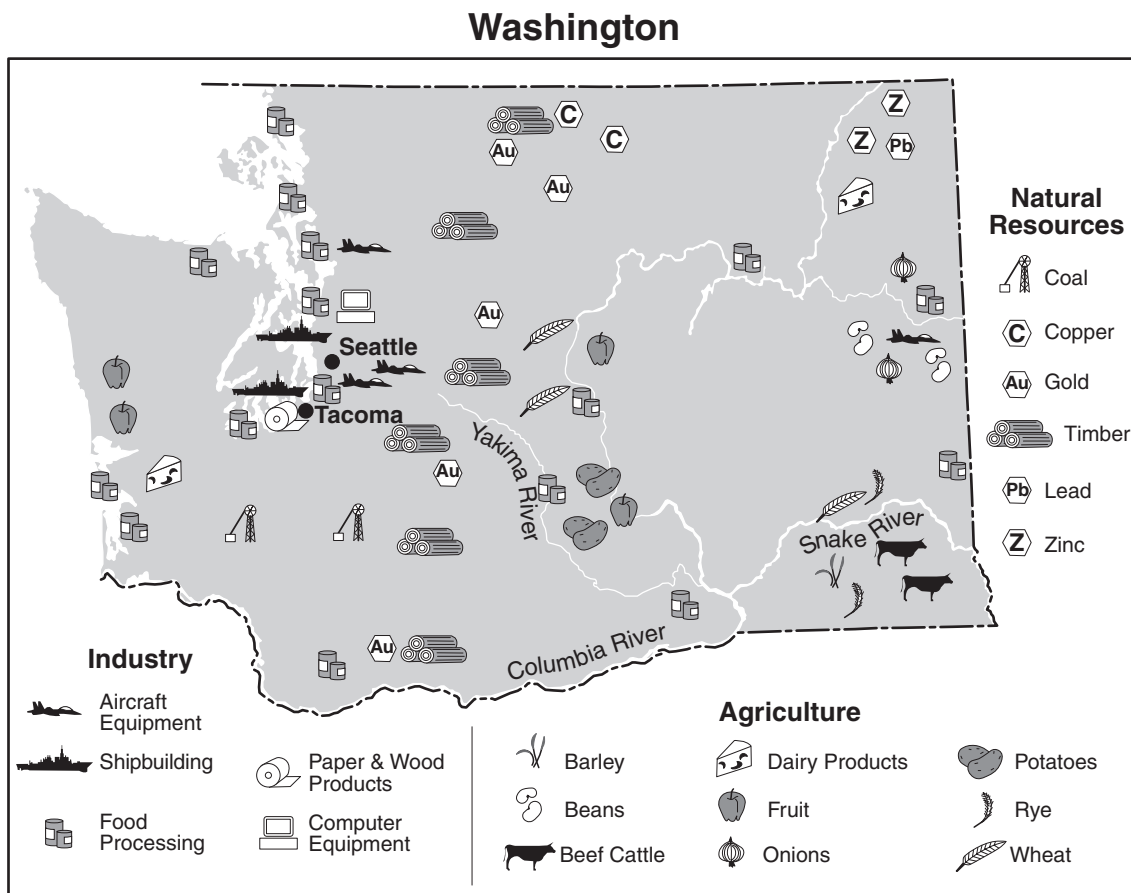 Washington
C
C
Au
Au
Z
Z
Pb
Au
Seattle
Tacoma
Yakima River
Au
Snake River
Columbia River
Au
Natural
Resources
Coal
C Copper
Au Gold
Timber
Pb Lead
Z Zinc
Industry
Aircraft
Equipment
Shipbuilding
Food
Processing
Paper & Wood
Products
Computer
Equipment
Agriculture
Barley
Beans
Beef Cattle
Dairy Products
Fruit
Onions
Potatoes
Rye
Wheat